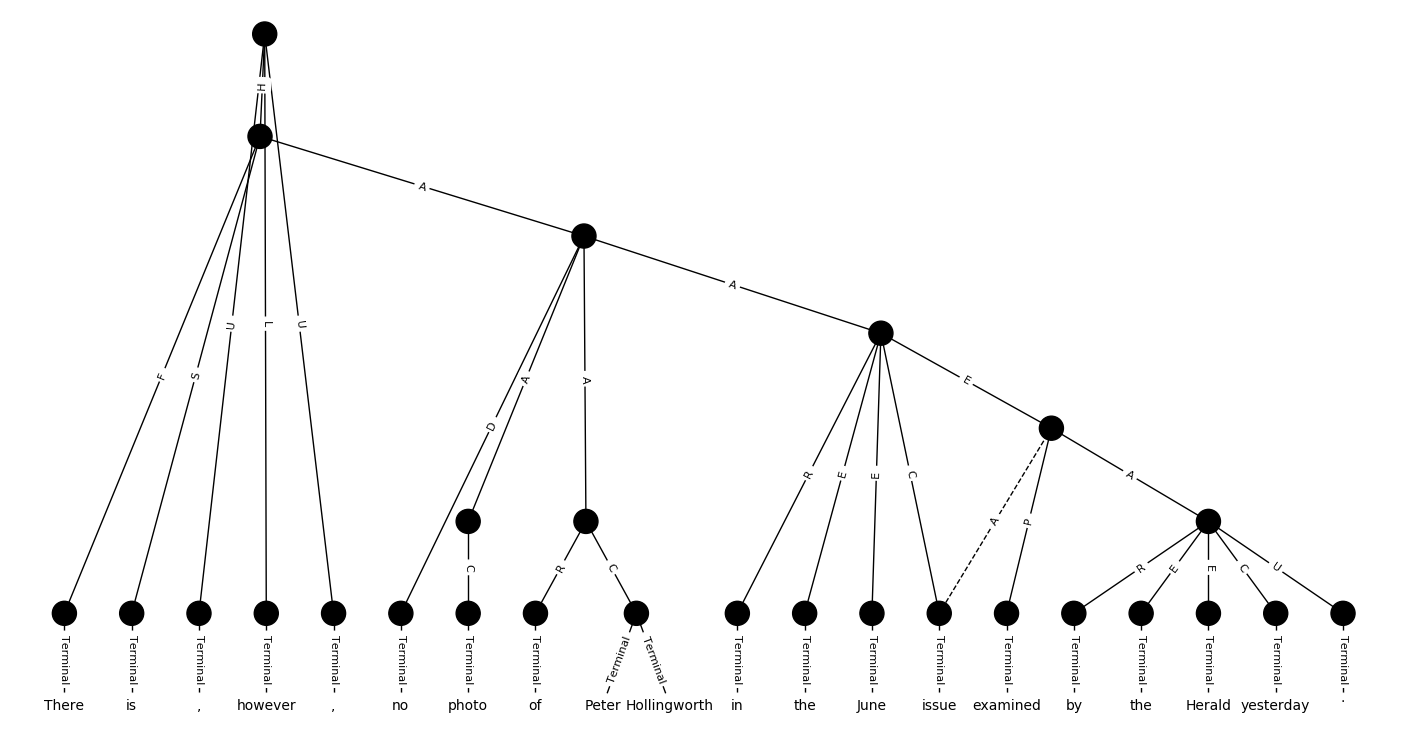 H
A
A
F
S
U
L
U
D
A
A
E
R
E
E
C
A
P
A
C
R
C
R
E
E
C
U
Terminal Terminal Terminal Terminal Terminal Terminal Terminal Terminal Terminal Terminal Terminal Terminal Terminal Terminal Terminal Terminal Terminal Terminal Terminal Terminal
There is , however , no photo of Peter Hollingworth in the June issue examined by the Herald yesterday .